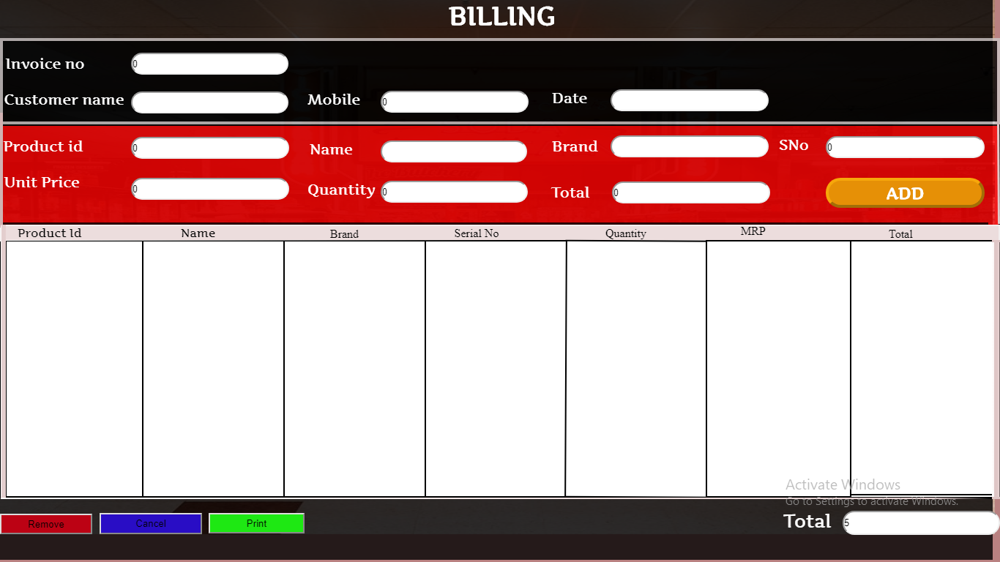 BILLING
Invoice no 0
Customer name Mobile 0 Date
Product id 0 Name Brand SNo 0
Unit Price 0 Quantity 0 Total 0 ADD
Product Id Name Brand Serial No Quantity MRP Total
Activate Windows
Go to Settings to activate Windows.
Remove Cancel Print Total 5